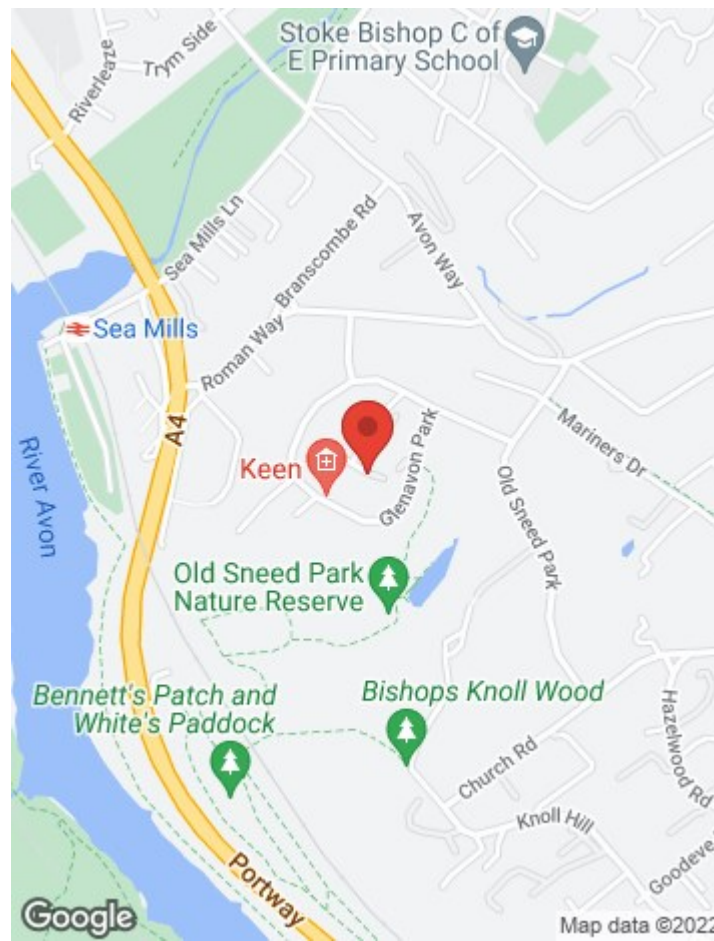 Stoke Bishop C of
E Primary School
Riverleaze
Trym Side
Sea Mills Ln
Branscombe Rd
Avon Way
Sea Mills
Roman Way
A4
River Avon
Keen
Glenavon Park
Mariners Dr
Old Sneed Park
Old Sneed Park
Nature Reserve
Bennett's Patch and
White's Paddock
Bishops Knoll Wood
Hazelwood Rd
Church Rd
Knoll Hill
Portway
Google
Map data ©2022